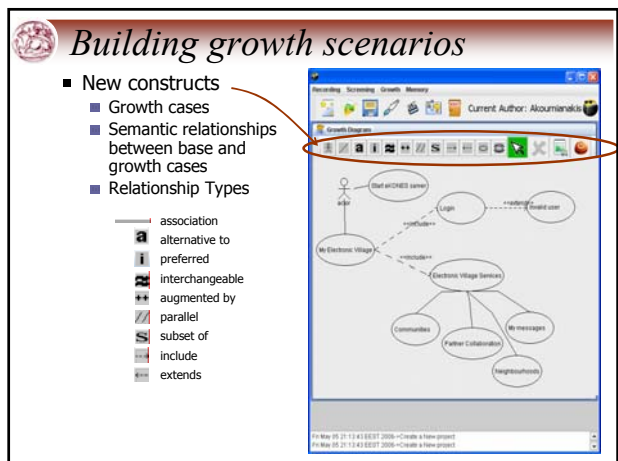 Building growth scenarios
New constructs
Growth cases
Semantic relationships
between base and
growth cases
Relationship Types
association
a alternative to
i preferred
interchangeable
++ augmented by
// parallel
S subset of
include
extends
Recording Screening Growth Memory
Current Author: Akoumianakis
Growth Diagram
a i ++ // S
Start eKONES server
actor
Login
<<extend>>
Invalid user
<<include>>
My Electronic Village
<<include>>
Electronic Village Services
Communities
My messages
Partner Collaboration
Neighbourhoods
Fri May 05 21:13:43 EEST 2006->Create a New project
Fri May 05 21:13:43 EEST 2006->Create a New project